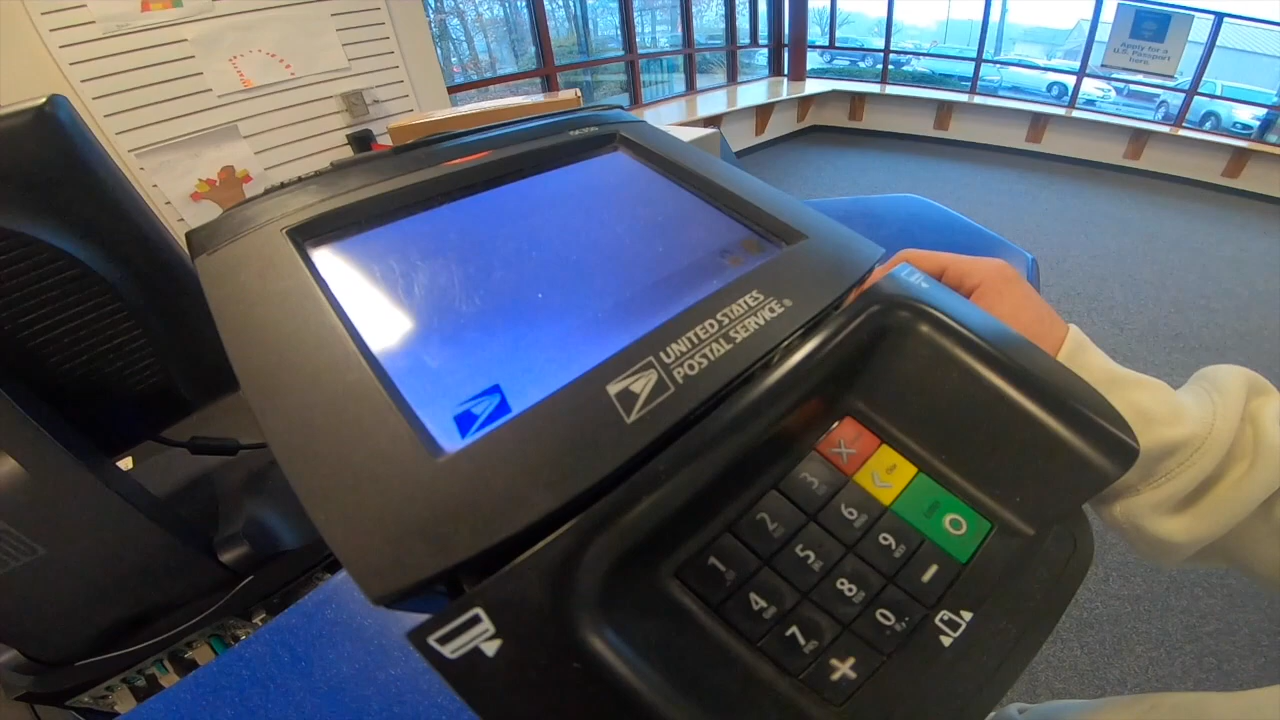 Apply for a
U.S. Passport
here.
UNITED STATES
POSTAL SERVICE®
X
3
2
6
1
5
9
4
8
—
7
0
+
O